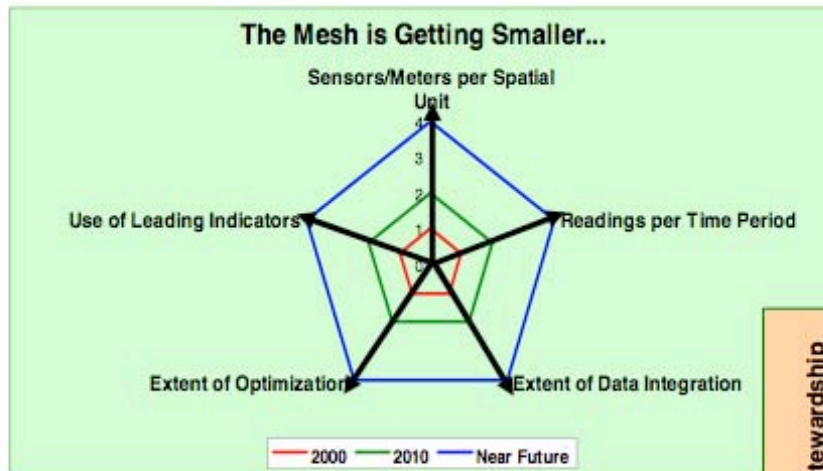 The Mesh is Getting Smaller...
Sensors/Meters per Spatial
Unit
4
3
2
1
0
Use of Leading Indicators
Readings per Time Period
Extent of Optimization
Extent of Data Integration
2000 2010 Near Future